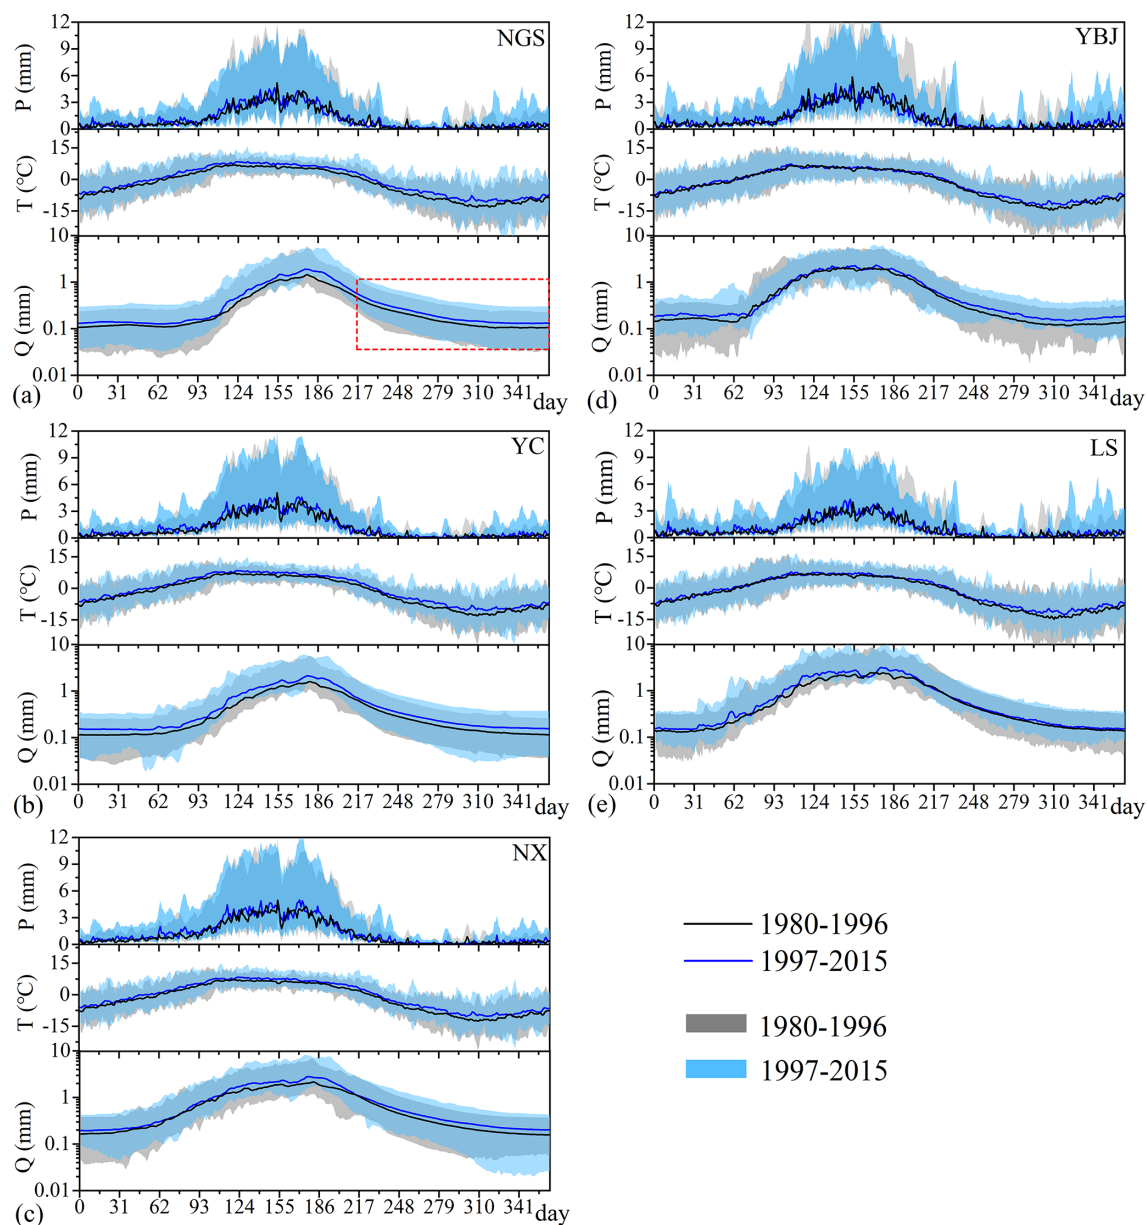 12
9
6
3
0
P (mm)
NGS
15
0
-15
T (℃)
10
1
0.1
0.01
Q (mm)
0 31 62 93 124 155 186 217 248 279 310 341 day
(a)
12
9
6
3
0
P (mm)
YBJ
15
0
-15
T (℃)
10
1
0.1
0.01
Q (mm)
0 31 62 93 124 155 186 217 248 279 310 341 day
(d)
12
9
6
3
0
P (mm)
YC
15
0
-15
T (℃)
10
1
0.1
0.01
Q (mm)
0 31 62 93 124 155 186 217 248 279 310 341 day
(b)
12
9
6
3
0
P (mm)
LS
15
0
-15
T (℃)
10
1
0.1
0.01
Q (mm)
0 31 62 93 124 155 186 217 248 279 310 341 day
(e)
12
9
6
3
0
P (mm)
NX
15
0
-15
T (℃)
10
1
0.1
0.01
Q (mm)
0 31 62 93 124 155 186 217 248 279 310 341 day
(c)
1980-1996
1997-2015
1980-1996
1997-2015